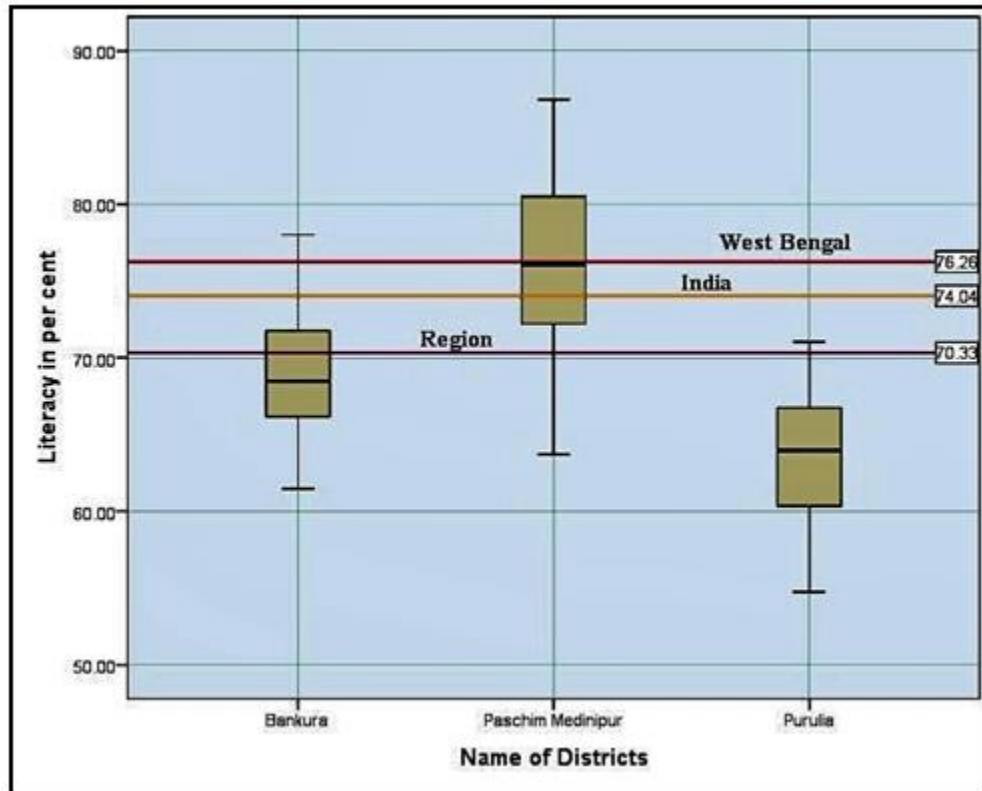 90.00
80.00
70.00
60.00
50.00
Literacy in per cent
West Bengal
76.26
India
74.04
Region
70.33
Bankura
Paschim Medinipur
Purulia
Name of Districts